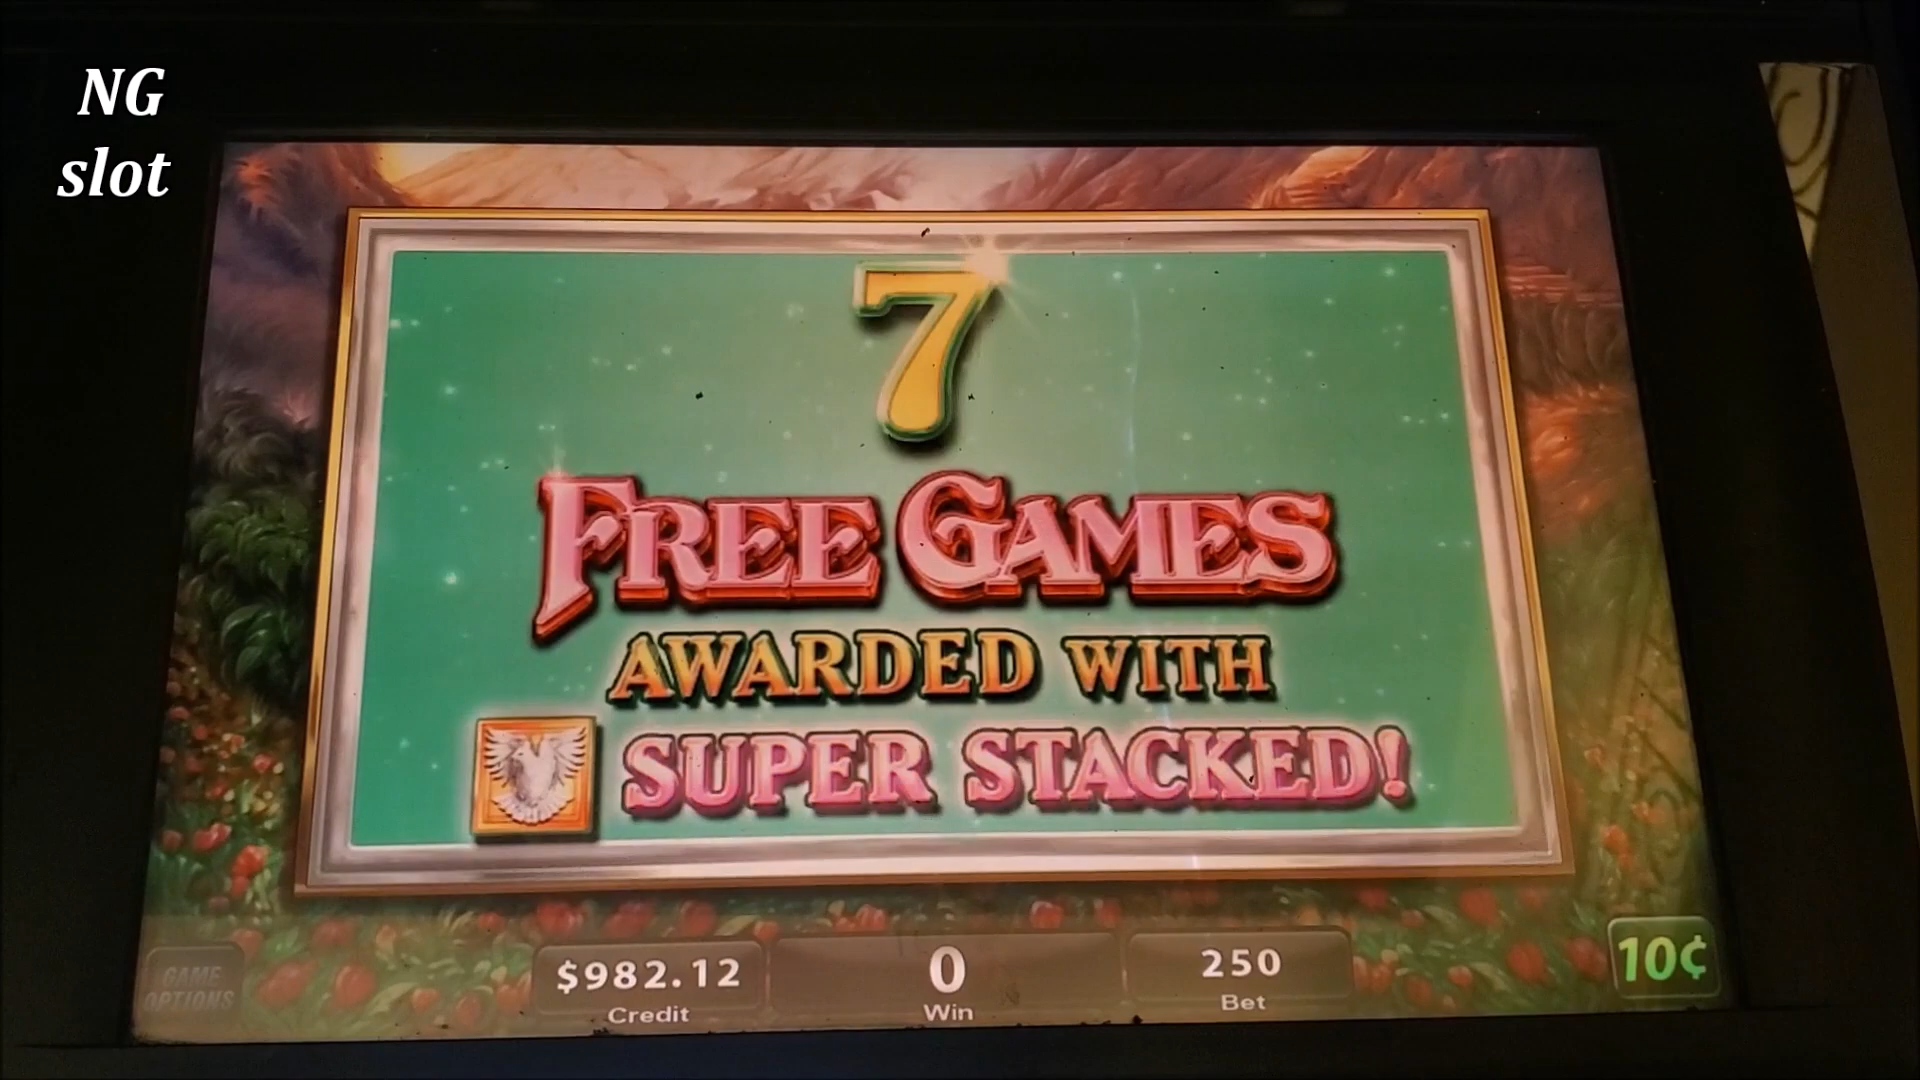 NG
slot
7
FREE GAMES
AWARDED WITH
SUPER STACKED!
GAME
OPTIONS
$982.12
Credit
0
Win
250
Bet
10¢